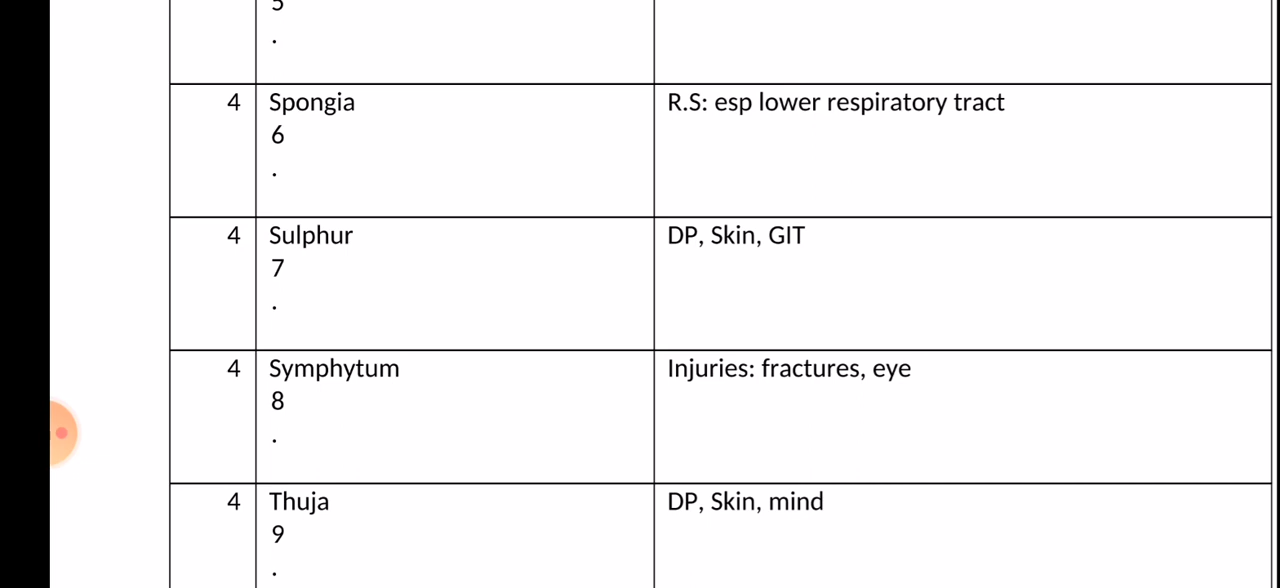 5
.
4 Spongia R.S: esp lower respiratory tract
6
.
4 Sulphur DP, Skin, GIT
7
.
4 Symphytum Injuries: fractures, eye
8
.
4 Thuja DP, Skin, mind
9
.